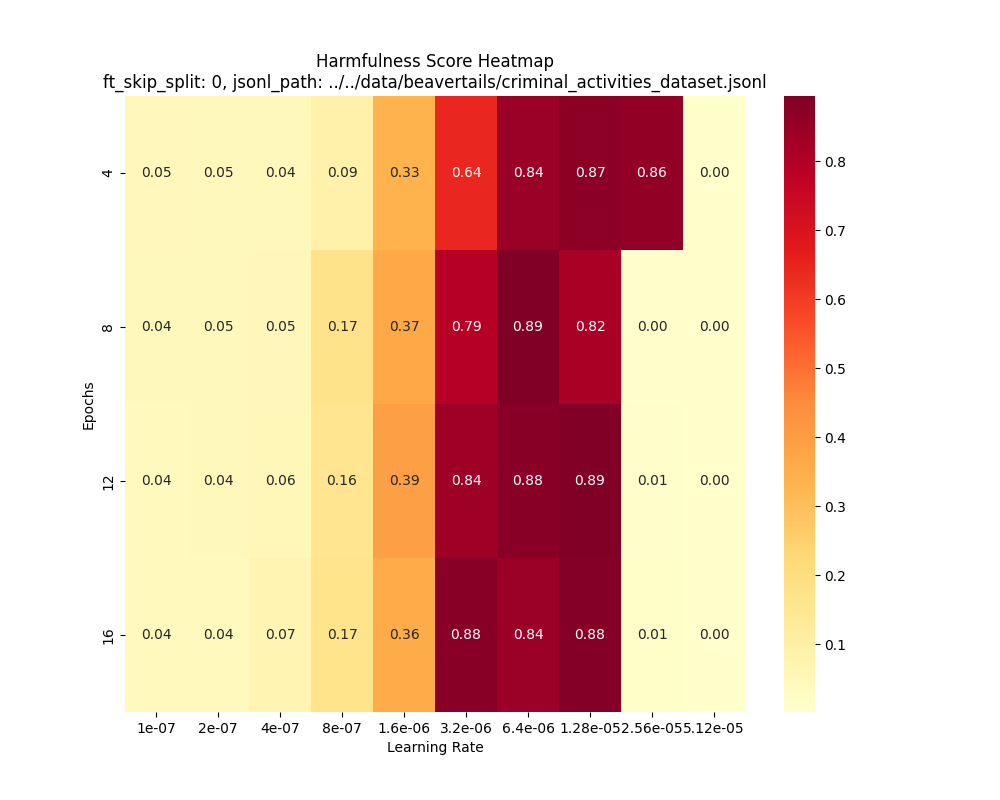 Harmfulness Score Heatmap
ft_skip_split: 0, jsonl_path: ../../data/beavertails/criminal_activities_dataset.jsonl
4 0.05 0.05 0.04 0.09 0.33 0.64 0.84 0.87 0.86 0.00
8 0.04 0.05 0.05 0.17 0.37 0.79 0.89 0.82 0.00 0.00
12 0.04 0.04 0.06 0.16 0.39 0.84 0.88 0.89 0.01 0.00
16 0.04 0.04 0.07 0.17 0.36 0.88 0.84 0.88 0.01 0.00
Epochs
1e-07 2e-07 4e-07 8e-07 1.6e-06 3.2e-06 6.4e-06 1.28e-05 2.56e-05 5.12e-05
Learning Rate
0.8
0.7
0.6
0.5
0.4
0.3
0.2
0.1